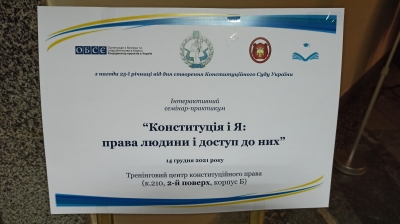 ОБСЄ
з нагоди 25-ї річниці від дня створення Конституційного Суду України
Інтерактивний
семінар-практикум
“Конституція і Я:
права людини і доступ до них”
14 грудня 2021 року
Тренінговий центр конституційного права
(к.210, 2-й поверх, корпус Б)